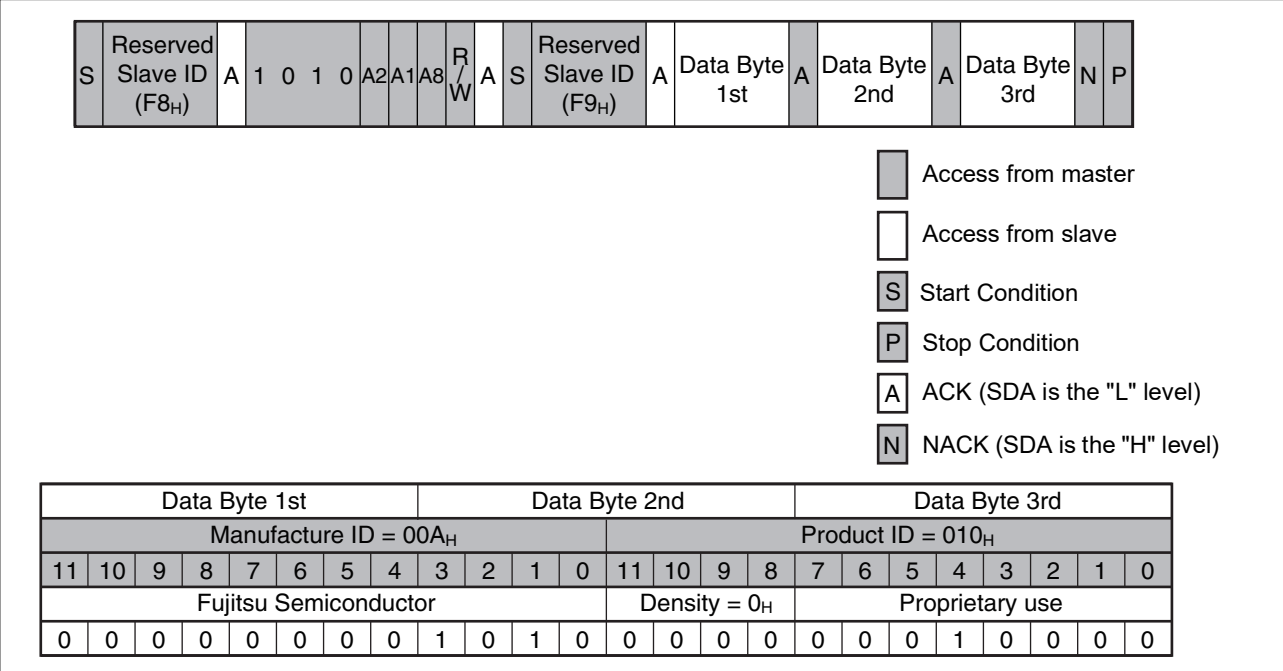 S Reserved Slave ID (F8H) A 1 0 1 0 A2 A1 A8 R/W A S Reserved Slave ID (F9H) A Data Byte 1st A Data Byte 2nd A Data Byte 3rd N P
Access from master
Access from slave
S Start Condition
P Stop Condition
A ACK (SDA is the "L" level)
N NACK (SDA is the "H" level)
Data Byte 1st Data Byte 2nd Data Byte 3rd
Manufacture ID = 00AH Product ID = 010H
11 10 9 8 7 6 5 4 3 2 1 0 11 10 9 8 7 6 5 4 3 2 1 0
Fujitsu Semiconductor Density = 0H Proprietary use
0 0 0 0 0 0 0 0 1 0 1 0 0 0 0 0 0 0 0 1 0 0 0 0